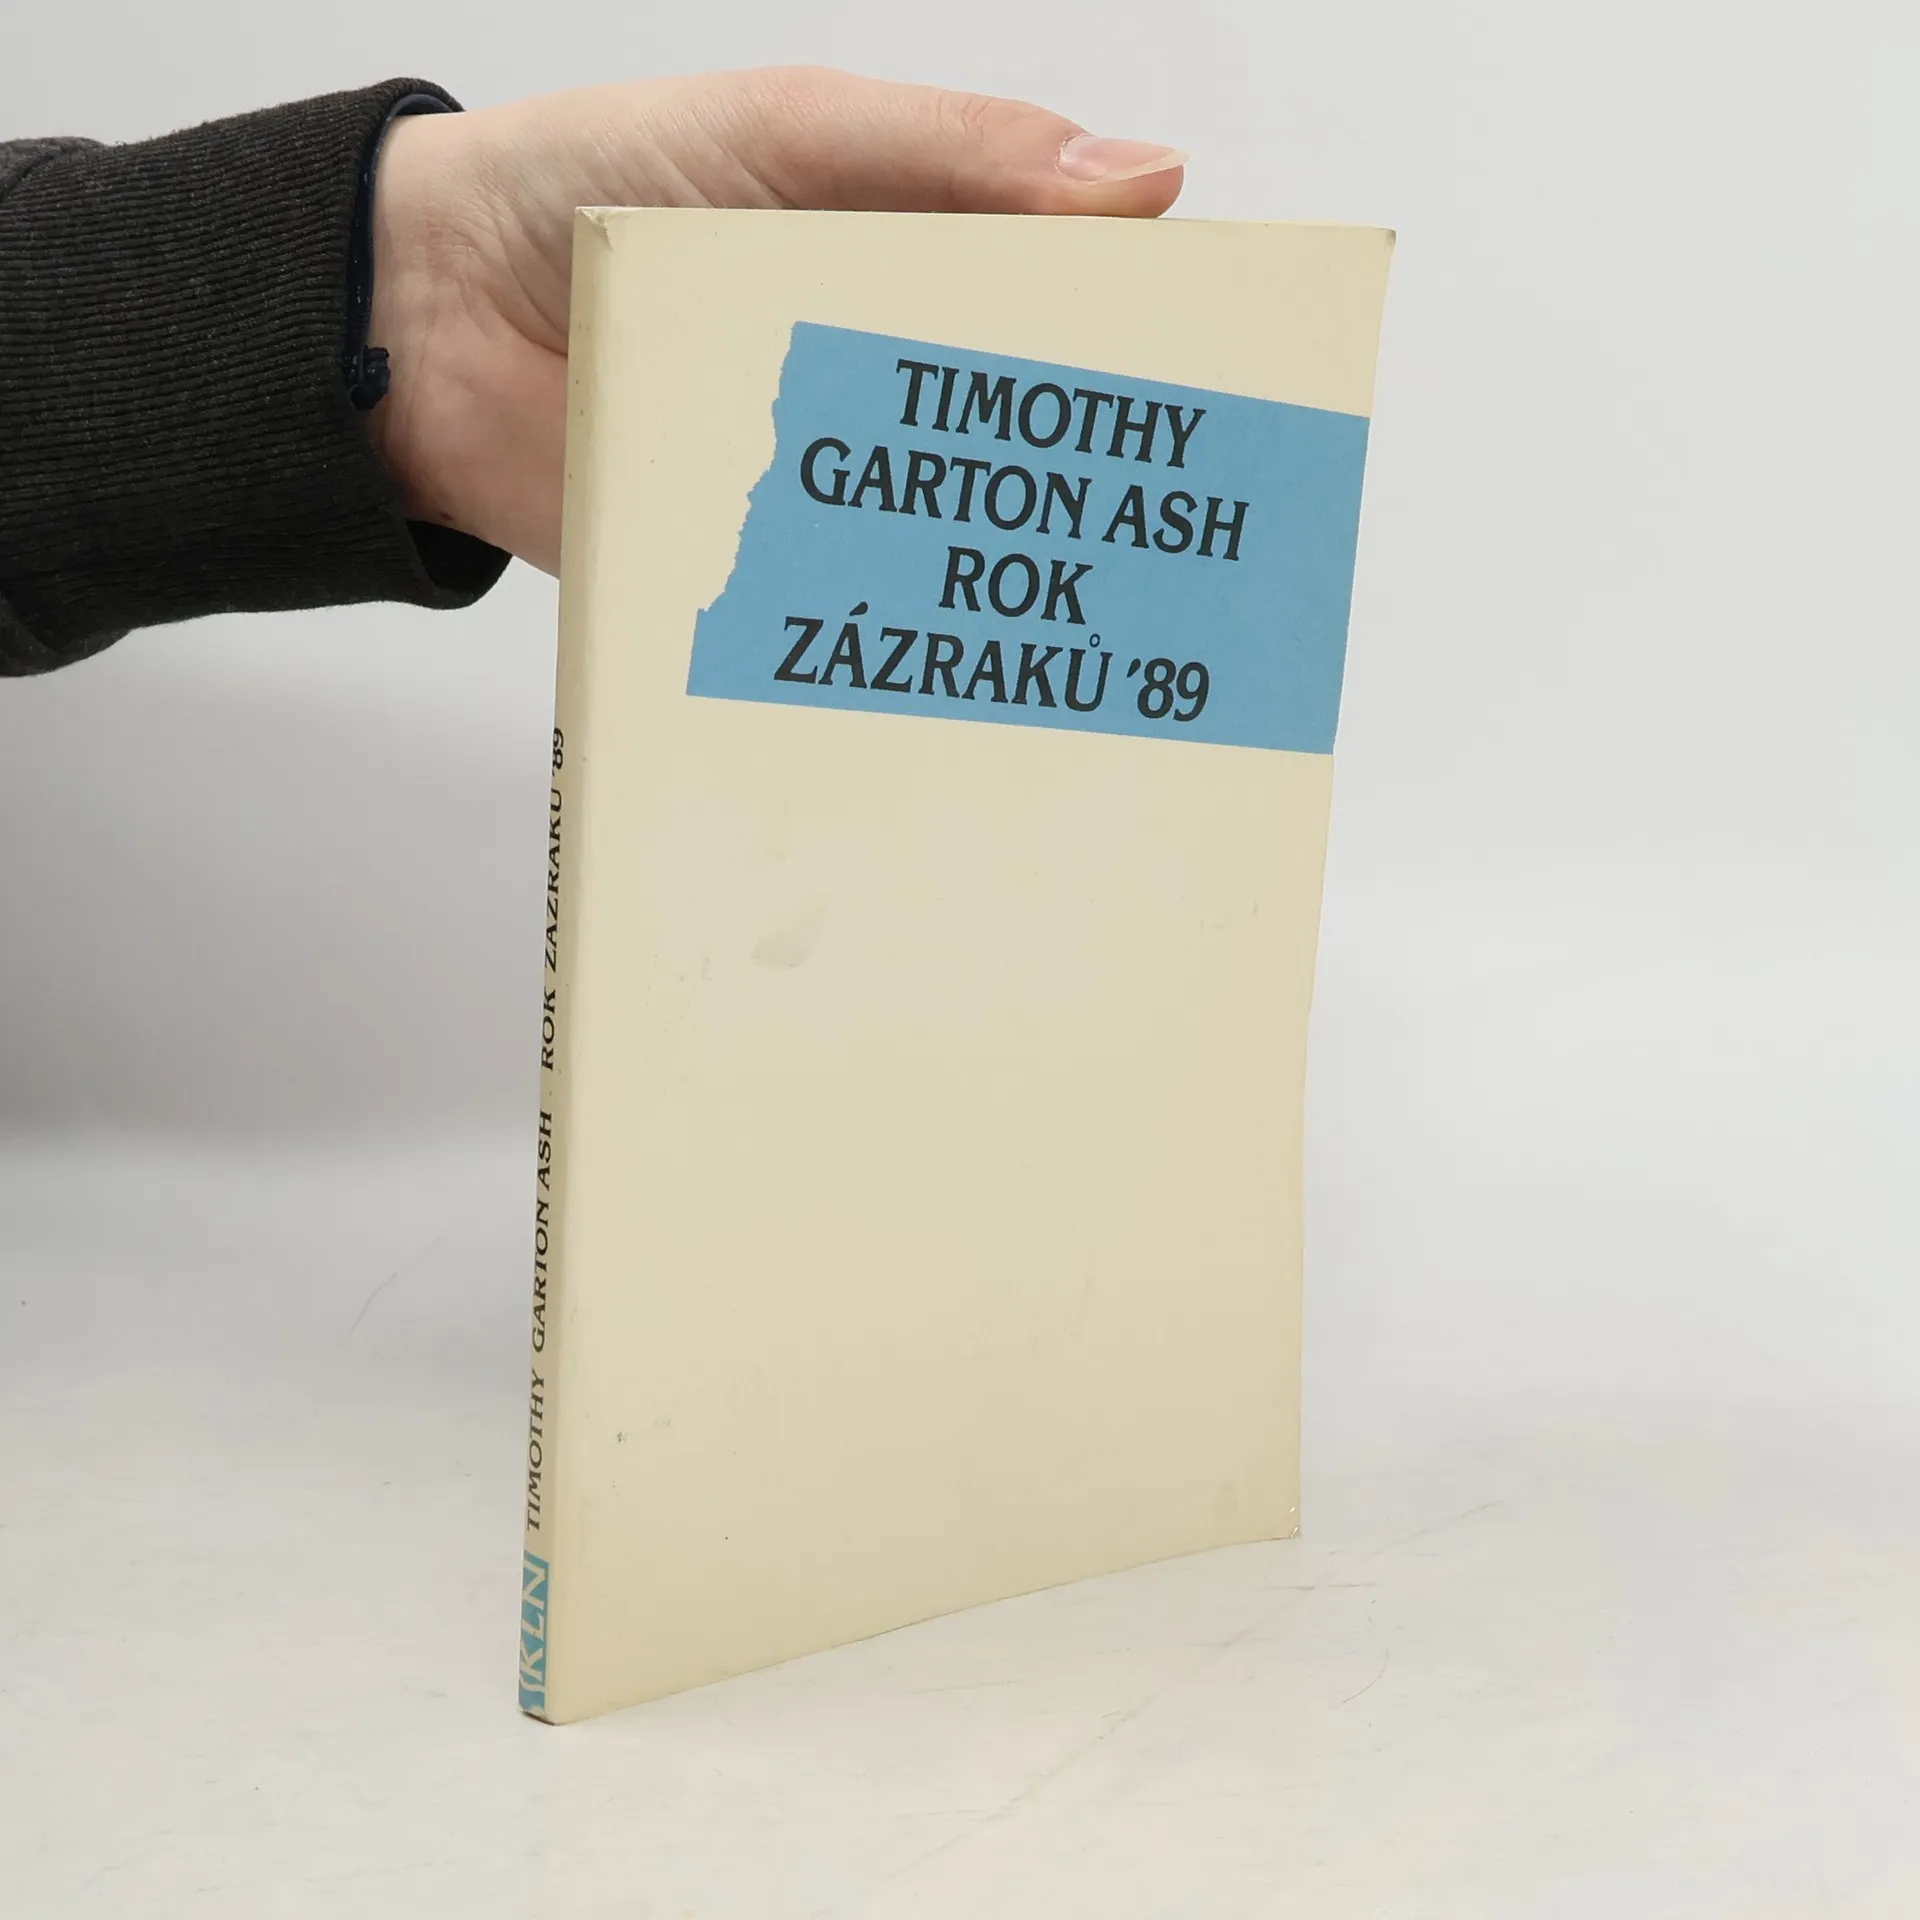 TIMOTHY
GARTON ASH
ROK
ZÁZRAKŮ '89
TIMOTHY GARTON ASH . ROK ZÁZRAKŮ '89
KLN